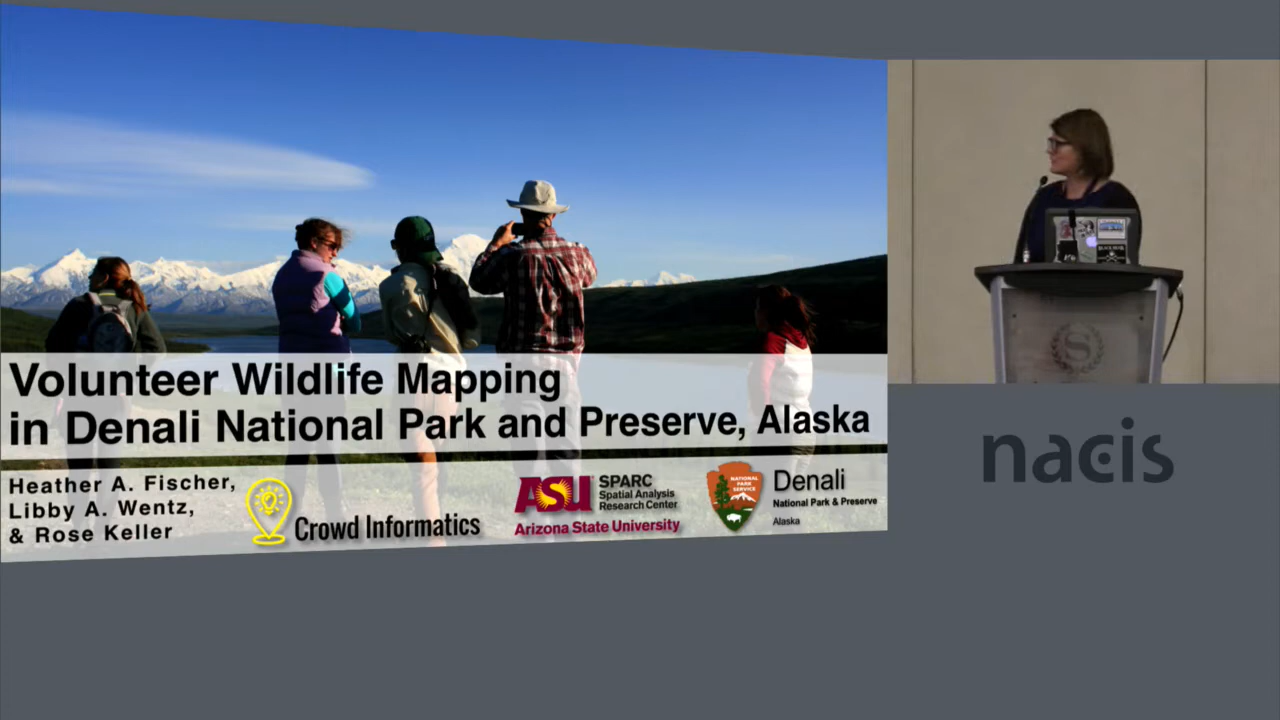 Volunteer Wildlife Mapping
in Denali National Park and Preserve, Alaska
Heather A. Fischer,
Libby A. Wentz,
& Rose Keller
Crowd Informatics
ASU
SPARC
Spatial Analysis
Research Center
Arizona State University
NATIONAL
PARK
SERVICE
Denali
National Park & Preserve
Alaska
S
nacis